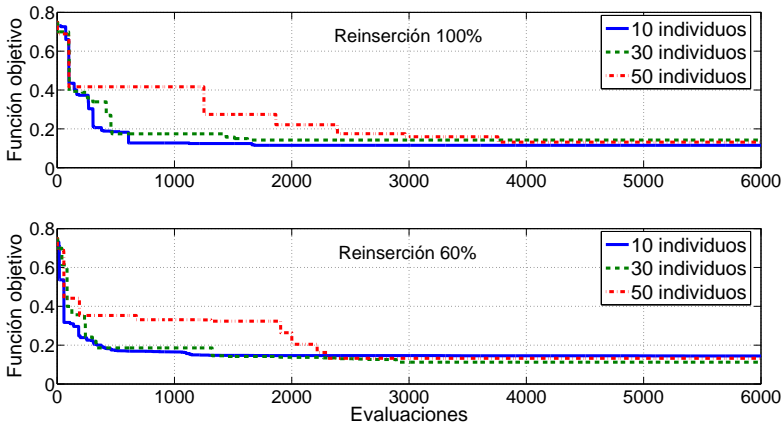 Función objetivo
0.8
0.6
0.4
0.2
0
Reinserción 100%
10 individuos
30 individuos
50 individuos
0 1000 2000 3000 4000 5000 6000
Función objetivo
0.8
0.6
0.4
0.2
0
Reinserción 60%
10 individuos
30 individuos
50 individuos
0 1000 2000 3000 4000 5000 6000
Evaluaciones